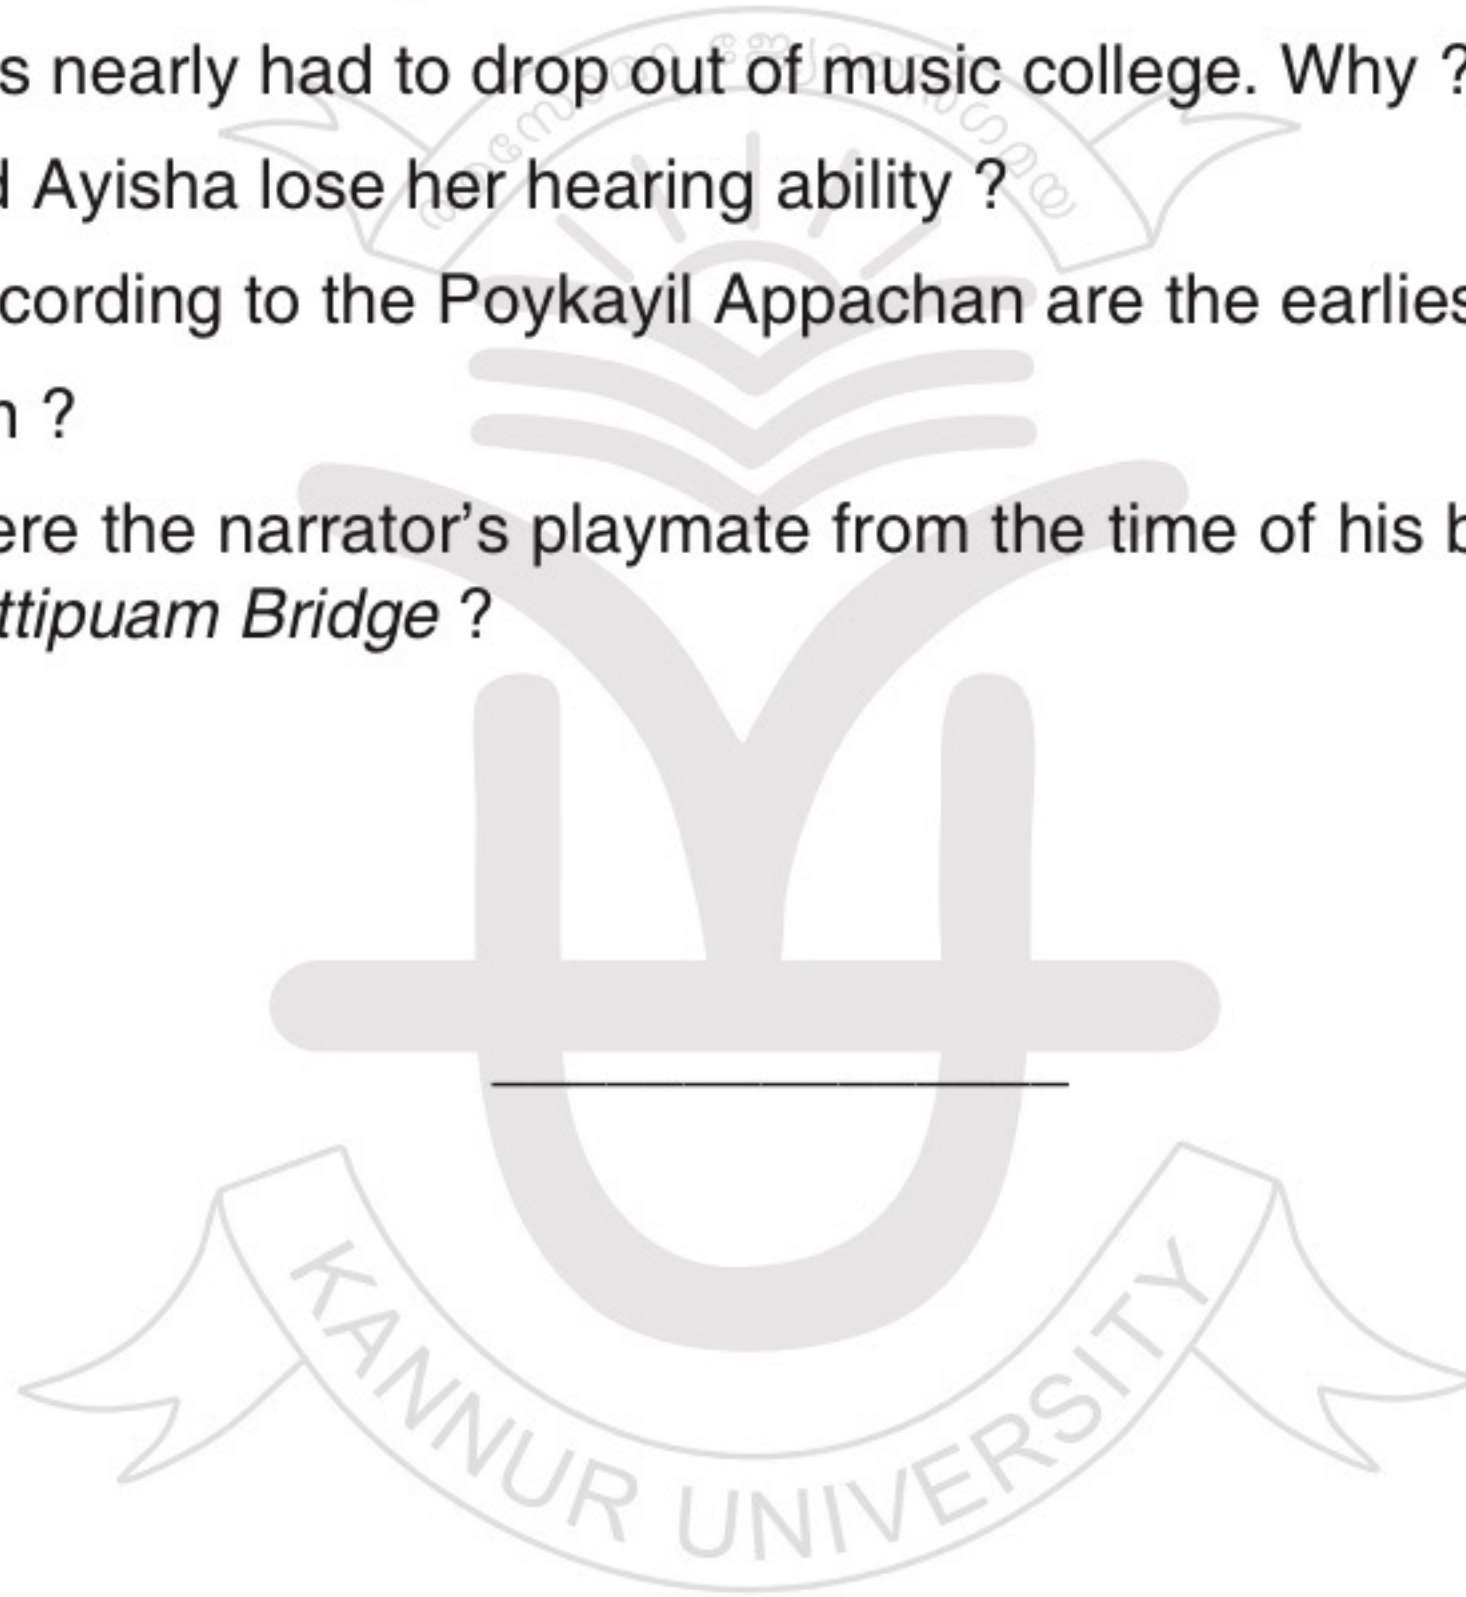 s nearly had to drop out of music college. Why ?
d Ayisha lose her hearing ability ?
cording to the Poykayil Appachan are the earlies
n ?
ere the narrator’s playmate from the time of his b
ttipuam Bridge ?
KANNUR UNIVERSITY